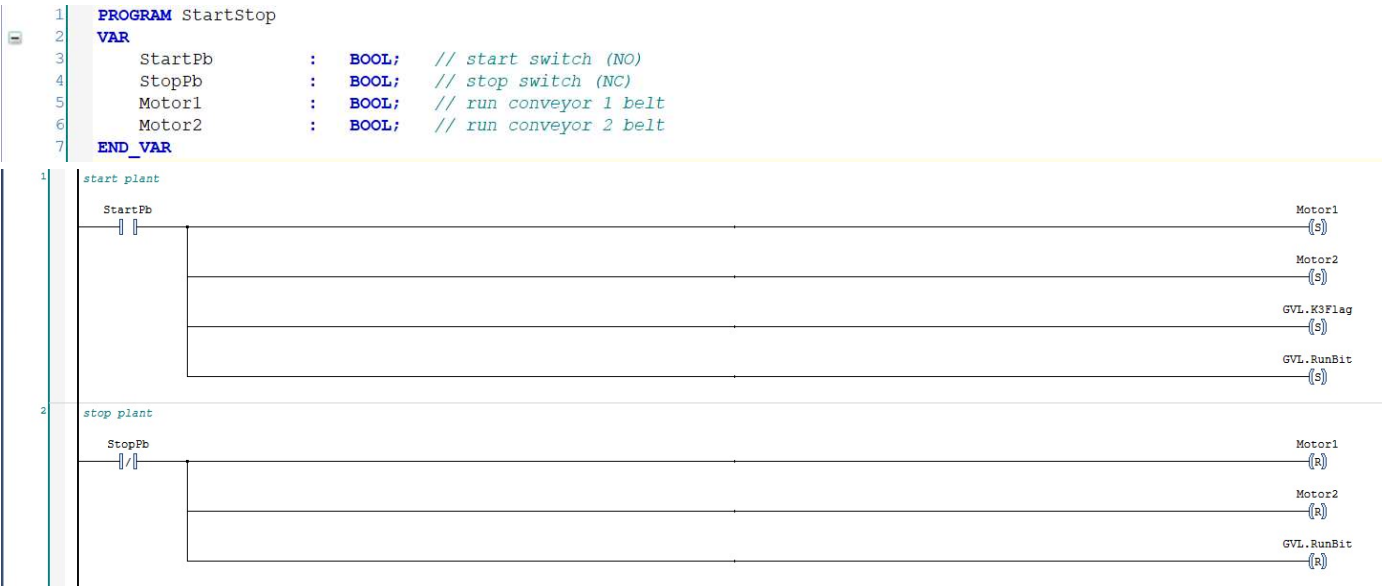 1 PROGRAM StartStop
2 VAR
3 StartPb : BOOL; // start switch (NO)
4 StopPb : BOOL; // stop switch (NC)
5 Motor1 : BOOL; // run conveyor 1 belt
6 Motor2 : BOOL; // run conveyor 2 belt
7 END_VAR
1 start plant
StartPb Motor1
(S)
Motor2
(S)
GVL.K3Flag
(S)
GVL.RunBit
(S)
2 stop plant
StopPb Motor1
/ (R)
Motor2
(R)
GVL.RunBit
(R)